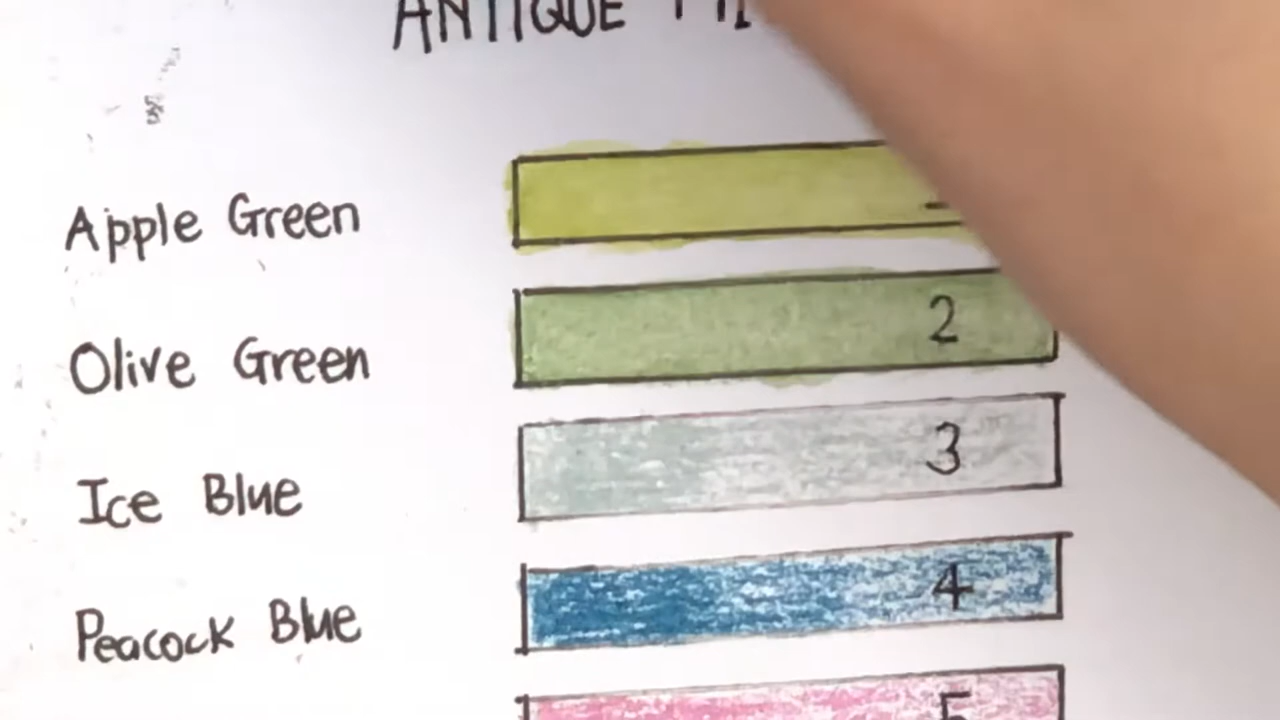 ANTIQUE
Apple Green
Olive Green 2
Ice Blue 3
Peacock Blue 4
5